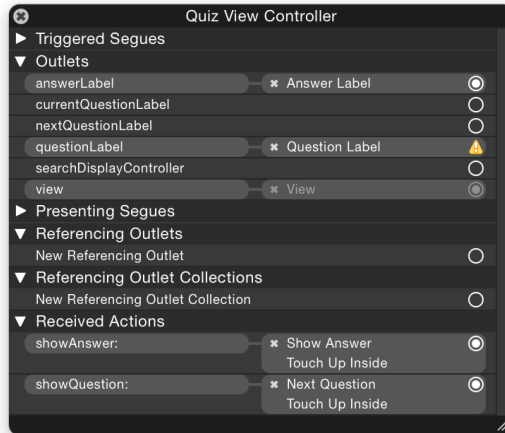 Quiz View Controller
Triggered Segues
Outlets
answerLabel Answer Label
currentQuestionLabel
nextQuestionLabel
questionLabel Question Label
searchDisplayController
view View
Presenting Segues
Referencing Outlets
New Referencing Outlet
Referencing Outlet Collections
New Referencing Outlet Collection
Received Actions
showAnswer: Show Answer
Touch Up Inside
showQuestion: Next Question
Touch Up Inside